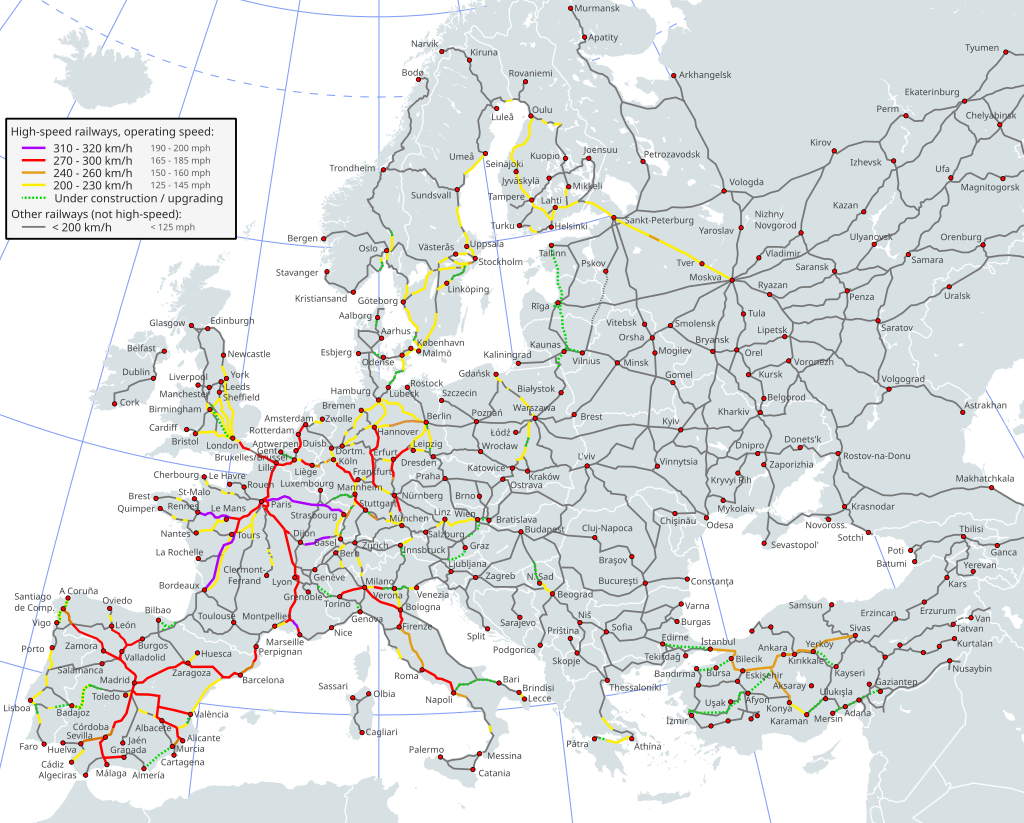 Murmansk
Apatity
Narvik
Kiruna
Tyumen
Bodø
Rovaniemi
Arkhangelsk
Ekaterinburg
Perm
Chelyabinsk
Luleå
Oulu
High-speed railways, operating speed:
310 - 320 km/h 190 - 200 mph
270 - 300 km/h 165 - 185 mph
240 - 260 km/h 150 - 160 mph
200 - 230 km/h 125 - 145 mph
Under construction / upgrading
Other railways (not high-speed):
< 200 km/h < 125 mph
Kirov
Izhevsk
Ufa
Magnitogorsk
Umeå
Kuopio
Joensuu
Seinäjoki
Jyväskylä
Petrozavodsk
Trondheim
Sundsvall
Tampere
Mikkeli
Lahti
Vologda
Turku
Helsinki
Sankt-Peterburg
Kazan
Nizhny
Novgorod
Yaroslav
Bergen
Oslo
Västerås
Uppsala
Stockholm
Tallinn
Pskov
Tver
Moskva
Vladimir
Ulyanovsk
Orenburg
Samara
Saransk
Stavanger
Kristiansand
Linköping
Göteborg
Ryazan
Penza
Uralsk
Rīga
Aalborg
Aarhus
Esbjerg
Odense
København
Malmö
Tula
Vitebsk
Smolensk
Orsha
Mogilev
Lipetsk
Saratov
Glasgow
Edinburgh
Belfast
Newcastle
Dublin
Cork
Liverpool
Manchester
York
Leeds
Sheffield
Birmingham
Cardiff
Bristol
London
Kaliningrad
Kaunas
Vilnius
Minsk
Bryansk
Orel
Voronezh
Kursk
Gomel
Belgorod
Volgograd
Astrakhan
Gdańsk
Białystok
Hamburg
Rostock
Lübeck
Szczecin
Bremen
Berlin
Poznań
Warszawa
Brest
Kharkiv
Kyiv
Amsterdam
Rotterdam
Zwolle
Hannover
Łódź
Antwerpen
Gent
Duisb.
Dortm.
Bruxelles/Brussel
Lille
Liège
Köln
Erfurt
Leipzig
Dresden
Wrocław
Katowice
Kraków
Ostrava
L'viv
Vinnytsia
Dnipro
Donets'k
Zaporizhia
Rostov-na-Donu
Kryvyi Rih
Cherbourg
Le Havre
Rouen
Luxembourg
Frankfurt
Mannheim
Praha
Nürnberg
Brno
Makhachkala
Brest
St-Malo
Quimper
Rennes
Le Mans
Paris
Strasbourg
Stuttgart
München
Linz
Wien
Bratislava
Budapest
Chişinău
Mykolaiv
Odesa
Krasnodar
Novoross.
Sotchi
Sevastopol'
Nantes
Tours
Dijon
Basel
Bern
Zürich
Innsbruck
Salzburg
Graz
Cluj-Napoca
Tbilisi
Ganca
Poti
Batumi
Yerevan
Kars
La Rochelle
Clermont-
Ferrand
Lyon
Genève
Ljubljana
Zagreb
N. Sad
Braşov
Bordeaux
Grenoble
Torino
Milano
Verona
Venezia
Bologna
Beograd
Bucureşti
Constanţa
Genova
Firenze
Sarajevo
Split
Niš
Varna
Burgas
A Coruña
Santiago
de Comp.
Oviedo
Vigo
León
Bilbao
Toulouse
Montpellier
Marseille
Nice
Perpignan
Podgorica
Priština
Sofia
Skopje
Edirne
Tekirdağ
İstanbul
Samsun
Erzincan
Erzurum
Van
Tatvan
Kurtalan
Nusaybin
Porto
Zamora
Burgos
Valladolid
Huesca
Zaragoza
Barcelona
Salamanca
Madrid
Toledo
Roma
Napoli
Bari
Brindisi
Lecce
Thessaloniki
Bandırma
Bursa
Bilecik
Eskişehir
Ankara
Kırıkkale
Yerköy
Sivas
Kayseri
Aksaray
Ulukışla
Gaziantep
Adana
Mersin
Karaman
Konya
Afyon
Uşak
İzmir
Lisboa
Badajoz
València
Albacete
Alicante
Murcia
Cartagena
Córdoba
Sevilla
Jaén
Granada
Huelva
Faro
Cádiz
Algeciras
Málaga
Almería
Sassari
Olbia
Cagliari
Palermo
Messina
Catania
Pátra
Athína